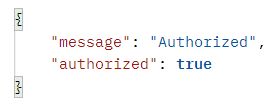 {
"message": "Authorized",
"authorized": true
}